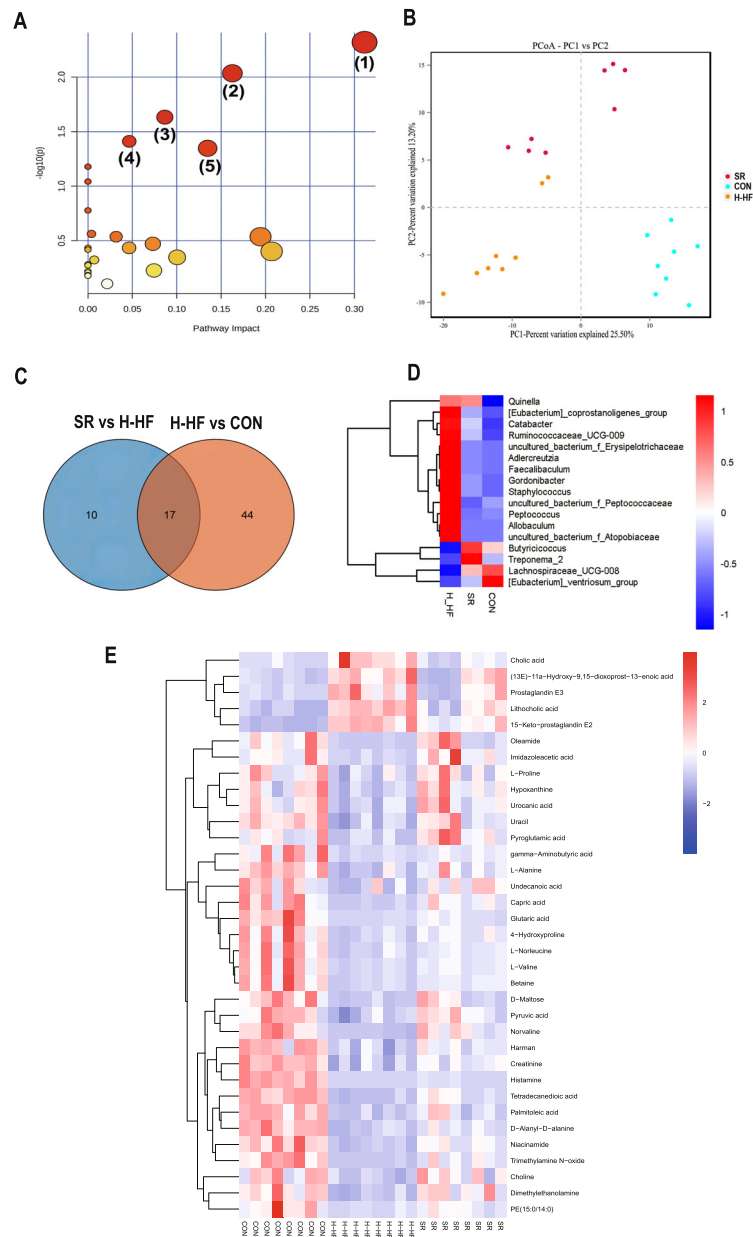 A
-log10(p)
2.0
1.5
1.0
0.5
(1)
(2)
(3)
(4)
(5)
0.00
0.05
0.10
0.15
0.20
0.25
0.30
Pathway Impact
B
PCoA - PC1 vs PC2
PC2-Percent variation explained 13.20%
15
10
5
0
-5
-10
-20
-10
0
10
PC1-Percent variation explained 25.50%
SR
CON
H-HF
C
SR vs H-HF
H-HF vs CON
10
17
44
D
Quinella
[Eubacterium]_coprostanoligenes_group
Catabacter
Ruminococcaceae_UCG-009
uncultured_bacterium_f_Erysipelotrichaceae
Adlercreutzia
Faecalibaculum
Gordonibacter
Staphylococcus
uncultured_bacterium_f_Peptococcaceae
Peptococcus
Allobaculum
uncultured_bacterium_f_Atopobiaceae
Butyricicoccus
Treponema_2
Lachnospiraceae_UCG-008
[Eubacterium]_ventriosum_group
H_HF
SR
CON
1
0.5
0
-0.5
-1
E
Cholic acid
(13E)-11a-Hydroxy-9,15-dioxoprost-13-enoic acid
Prostaglandin E3
Lithocholic acid
15-Keto-prostaglandin E2
Oleamide
Imidazoleacetic acid
L-Proline
Hypoxanthine
Urocanic acid
Uracil
Pyroglutamic acid
gamma-Aminobutyric acid
L-Alanine
Undecanoic acid
Capric acid
Glutaric acid
4-Hydroxyproline
L-Norleucine
L-Valine
Betaine
D-Maltose
Pyruvic acid
Norvaline
Harman
Creatinine
Histamine
Tetradecanedioic acid
Palmitoleic acid
D-Alanyl-D-alanine
Niacinamide
Trimethylamine N-oxide
Choline
Dimethylethanolamine
PE(15:0/14:0)
CON
CON
CON
CON
CON
CON
CON
CON
H-HF
H-HF
H-HF
H-HF
H-HF
H-HF
H-HF
H-HF
SR
SR
SR
SR
SR
SR
SR
SR
2
0
-2